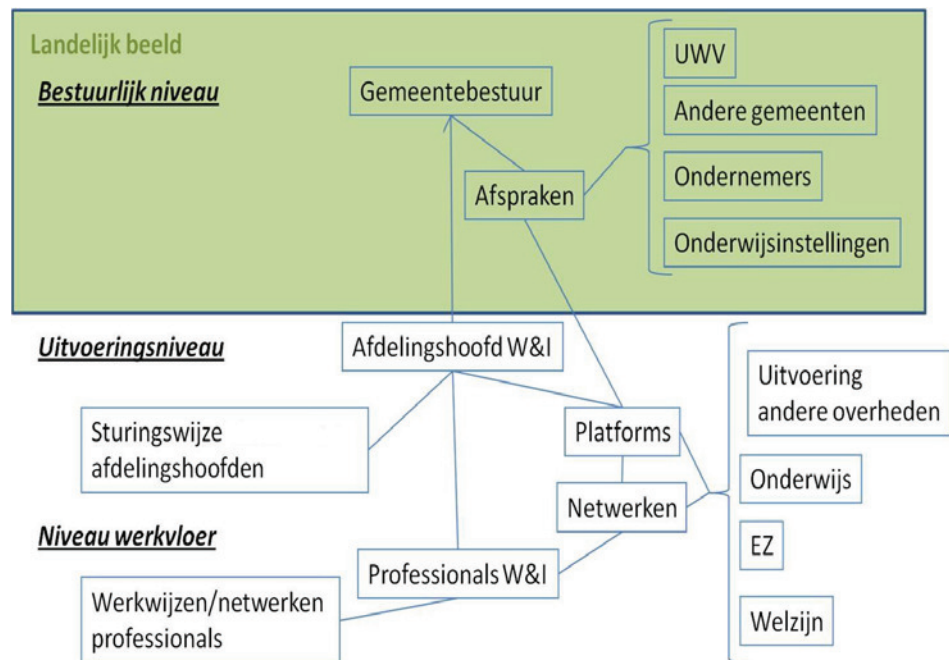 Landelijk beeld
Bestuurlijk niveau
Gemeentebestuur
Afspraken
UWV
Andere gemeenten
Ondernemers
Onderwijsinstellingen
Uitvoeringsniveau
Afdelingshoofd W&I
Sturingswijze
afdelingshoofden
Platforms
Netwerken
Uitvoering
andere overheden
Onderwijs
EZ
Welzijn
Niveau werkvloer
Professionals W&I
Werkwijzen/netwerken
professionals